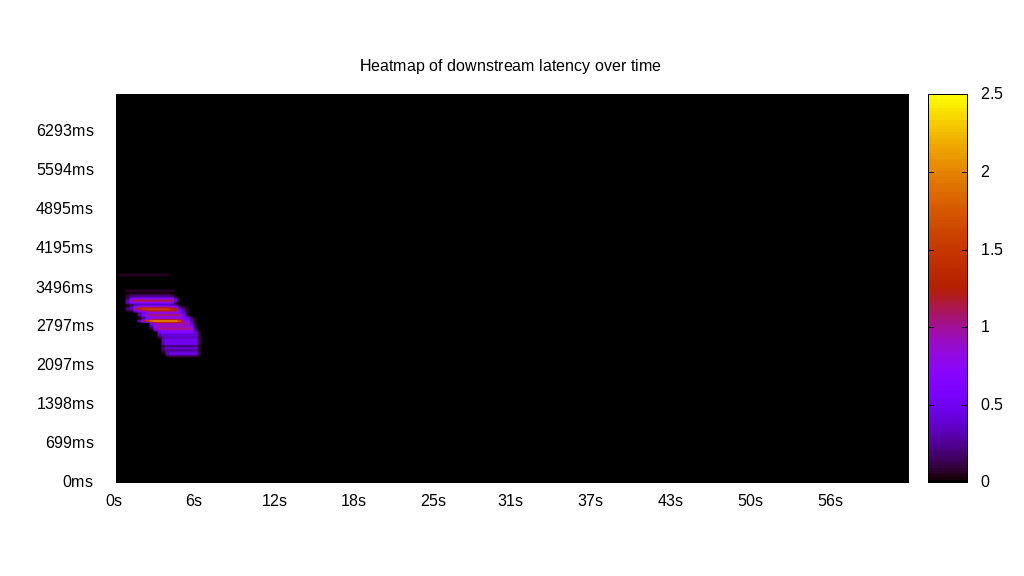 Heatmap of downstream latency over time
6293ms
5594ms
4895ms
4195ms
3496ms
2797ms
2097ms
1398ms
699ms
0ms
0s 6s 12s 18s 25s 31s 37s 43s 50s 56s
2.5
2
1.5
1
0.5
0